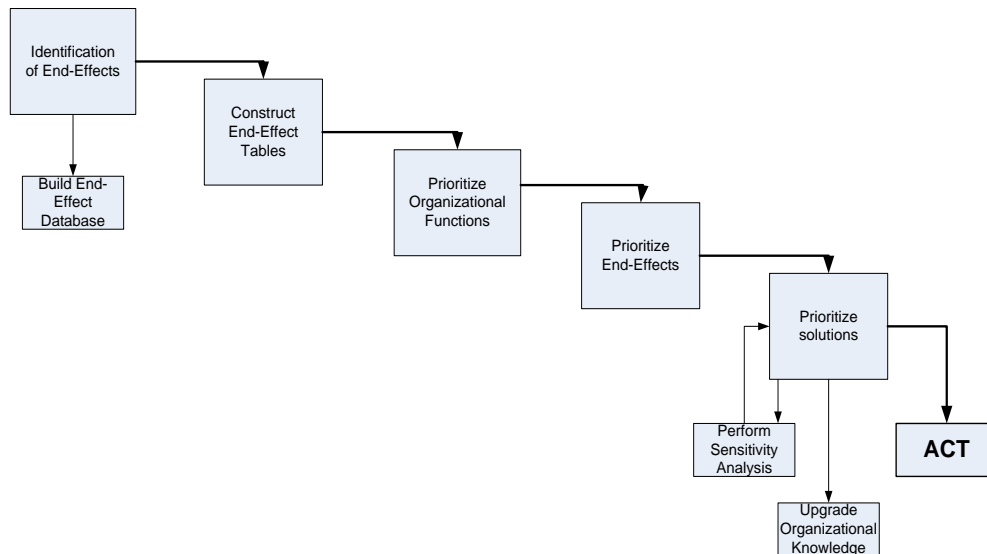 Identification
of End-Effects
Build End-
Effect
Database
Construct
End-Effect
Tables
Prioritize
Organizational
Functions
Prioritize
End-Effects
Prioritize
solutions
Perform
Sensitivity
Analysis
Upgrade
Organizational
Knowledge
ACT